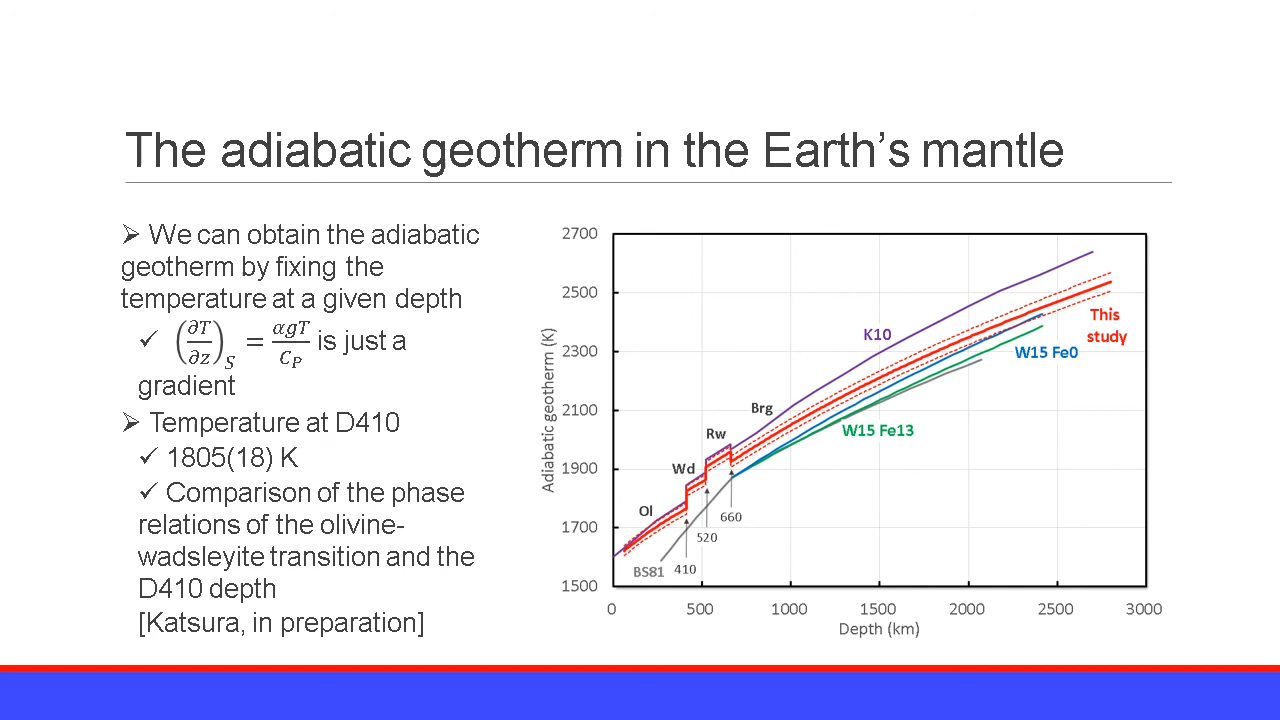 The adiabatic geotherm in the Earth's mantle
➢ We can obtain the adiabatic
geotherm by fixing the
temperature at a given depth
✓ (∂T/∂z)_S = αgT/C_P is just a
gradient
➢ Temperature at D410
✓ 1805(18) K
✓ Comparison of the phase
relations of the olivine-
wadsleyite transition and the
D410 depth
[Katsura, in preparation]
Adiabatic geotherm (K)
2700
2500
2300
2100
1900
1700
1500
K10
This
study
W15 Fe0
W15 Fe13
Brg
Rw
Wd
Ol
660
520
410
BS81
0
500
1000
1500
2000
2500
3000
Depth (km)